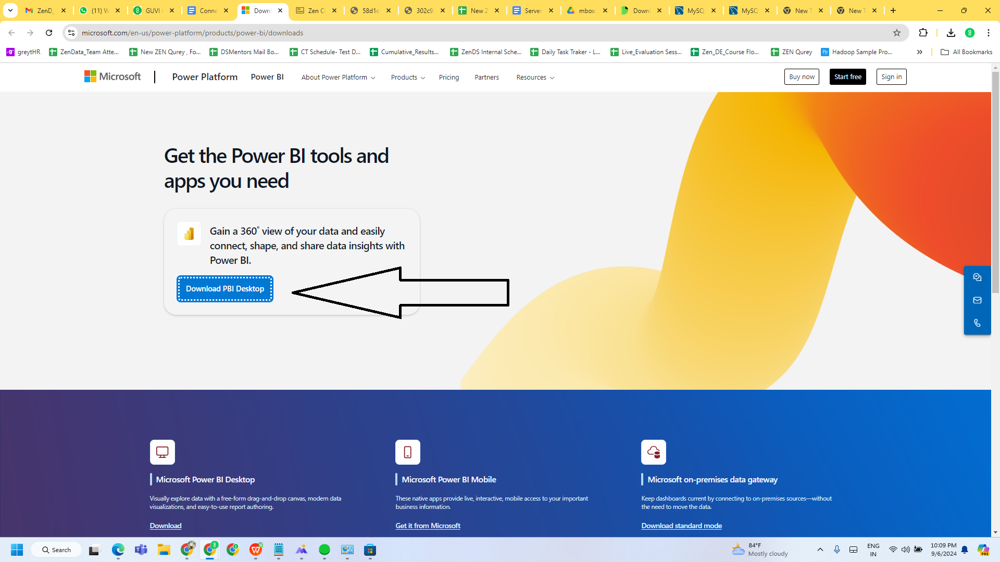 ZenD_
(11) W
GUVI
Conne
Downl
Zen Cl
58d1c
302c9
New Z
Server
mbox.
Downl
MySQ
MySQ
New T
New T
microsoft.com/en-us/power-platform/products/power-bi/downloads
greytHR
ZenData_Team Atte...
New ZEN Qurey , Fo...
DSMentors Mail Bo...
CT Schedule- Test D...
Cumulative_Results...
ZenDS Internal Sche...
Daily Task Traker - L...
Live_Evaluation Sess...
Zen_DE_Course Flo...
ZEN Qurey
Hadoop Sample Pro...
All Bookmarks
Microsoft
Power Platform
Power BI
About Power Platform
Products
Pricing
Partners
Resources
Buy now
Start free
Sign in
Get the Power BI tools and
apps you need
Gain a 360° view of your data and easily
connect, shape, and share data insights with
Power BI.
Download PBI Desktop
Microsoft Power BI Desktop
Visually explore data with a free-form drag-and-drop canvas, modern data
visualizations, and easy-to-use report authoring.
Download
Microsoft Power BI Mobile
These native apps provide live, interactive, mobile access to your important
business information.
Get it from Microsoft
Microsoft on-premises data gateway
Keep dashboards current by connecting to on-premises sources—without
the need to move the data.
Download standard mode
Search
84°F
Mostly cloudy
ENG
IN
10:09 PM
9/6/2024